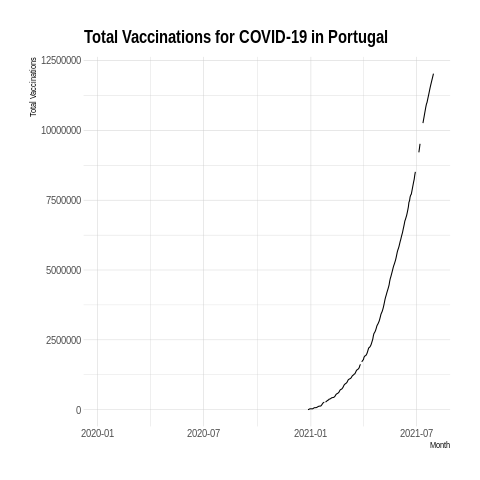 Total Vaccinations for COVID-19 in Portugal
Total Vaccinations
12500000
10000000
7500000
5000000
2500000
0
2020-01 2020-07 2021-01 2021-07
Month